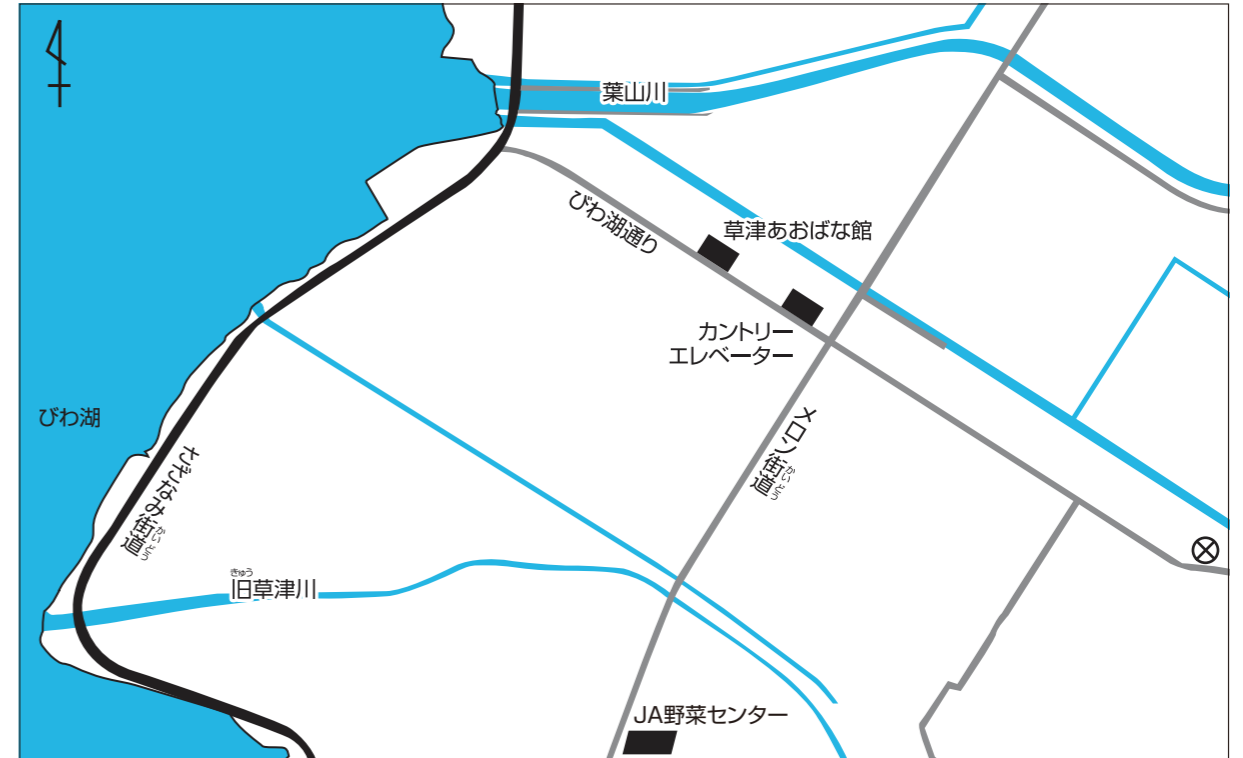 葉山川
びわ湖通り
草津あおばな館
カントリー
エレベーター
びわ湖
さざなみ街道
かいどう
メロン街道
かいどう
きゅう
旧草津川
JA野菜センター